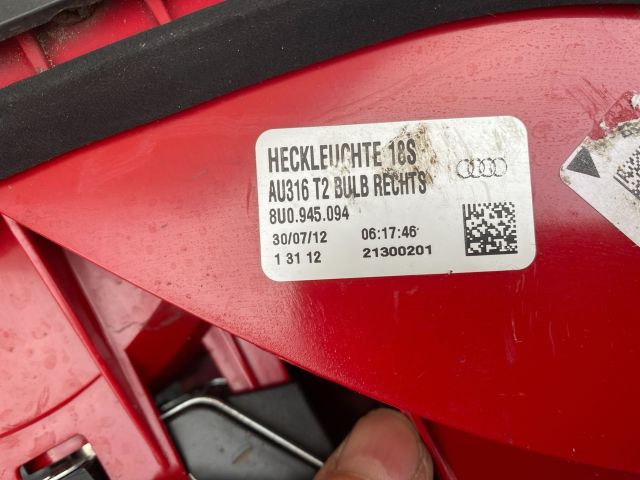 HECKLEUCHTE 18S
AU316 T2 BULB RECHTS
8U0.945.094
30/07/12 06:17:46
1 31 12 21300201